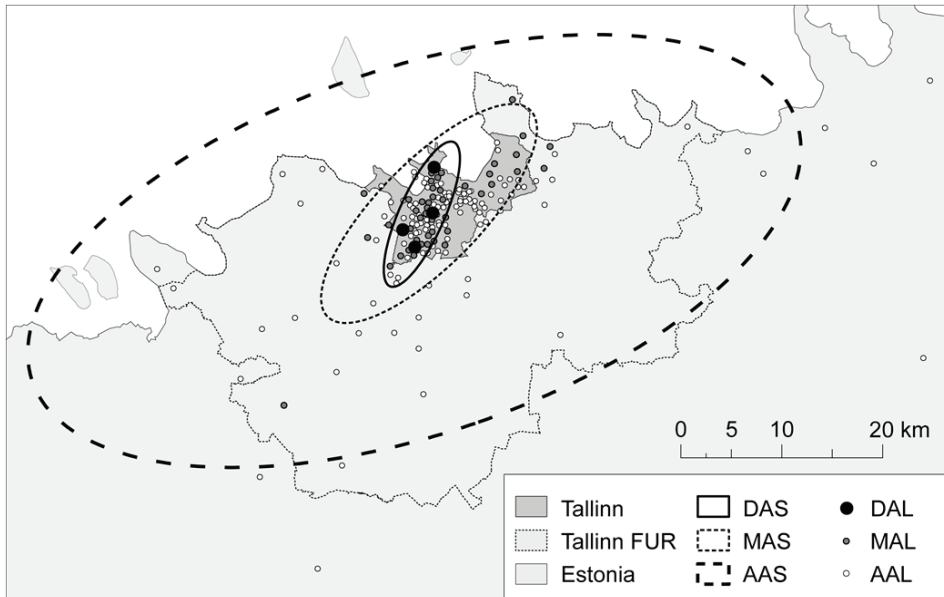 0 5 10 20 km
Tallinn DAS DAL
Tallinn FUR MAS MAL
Estonia AAS AAL